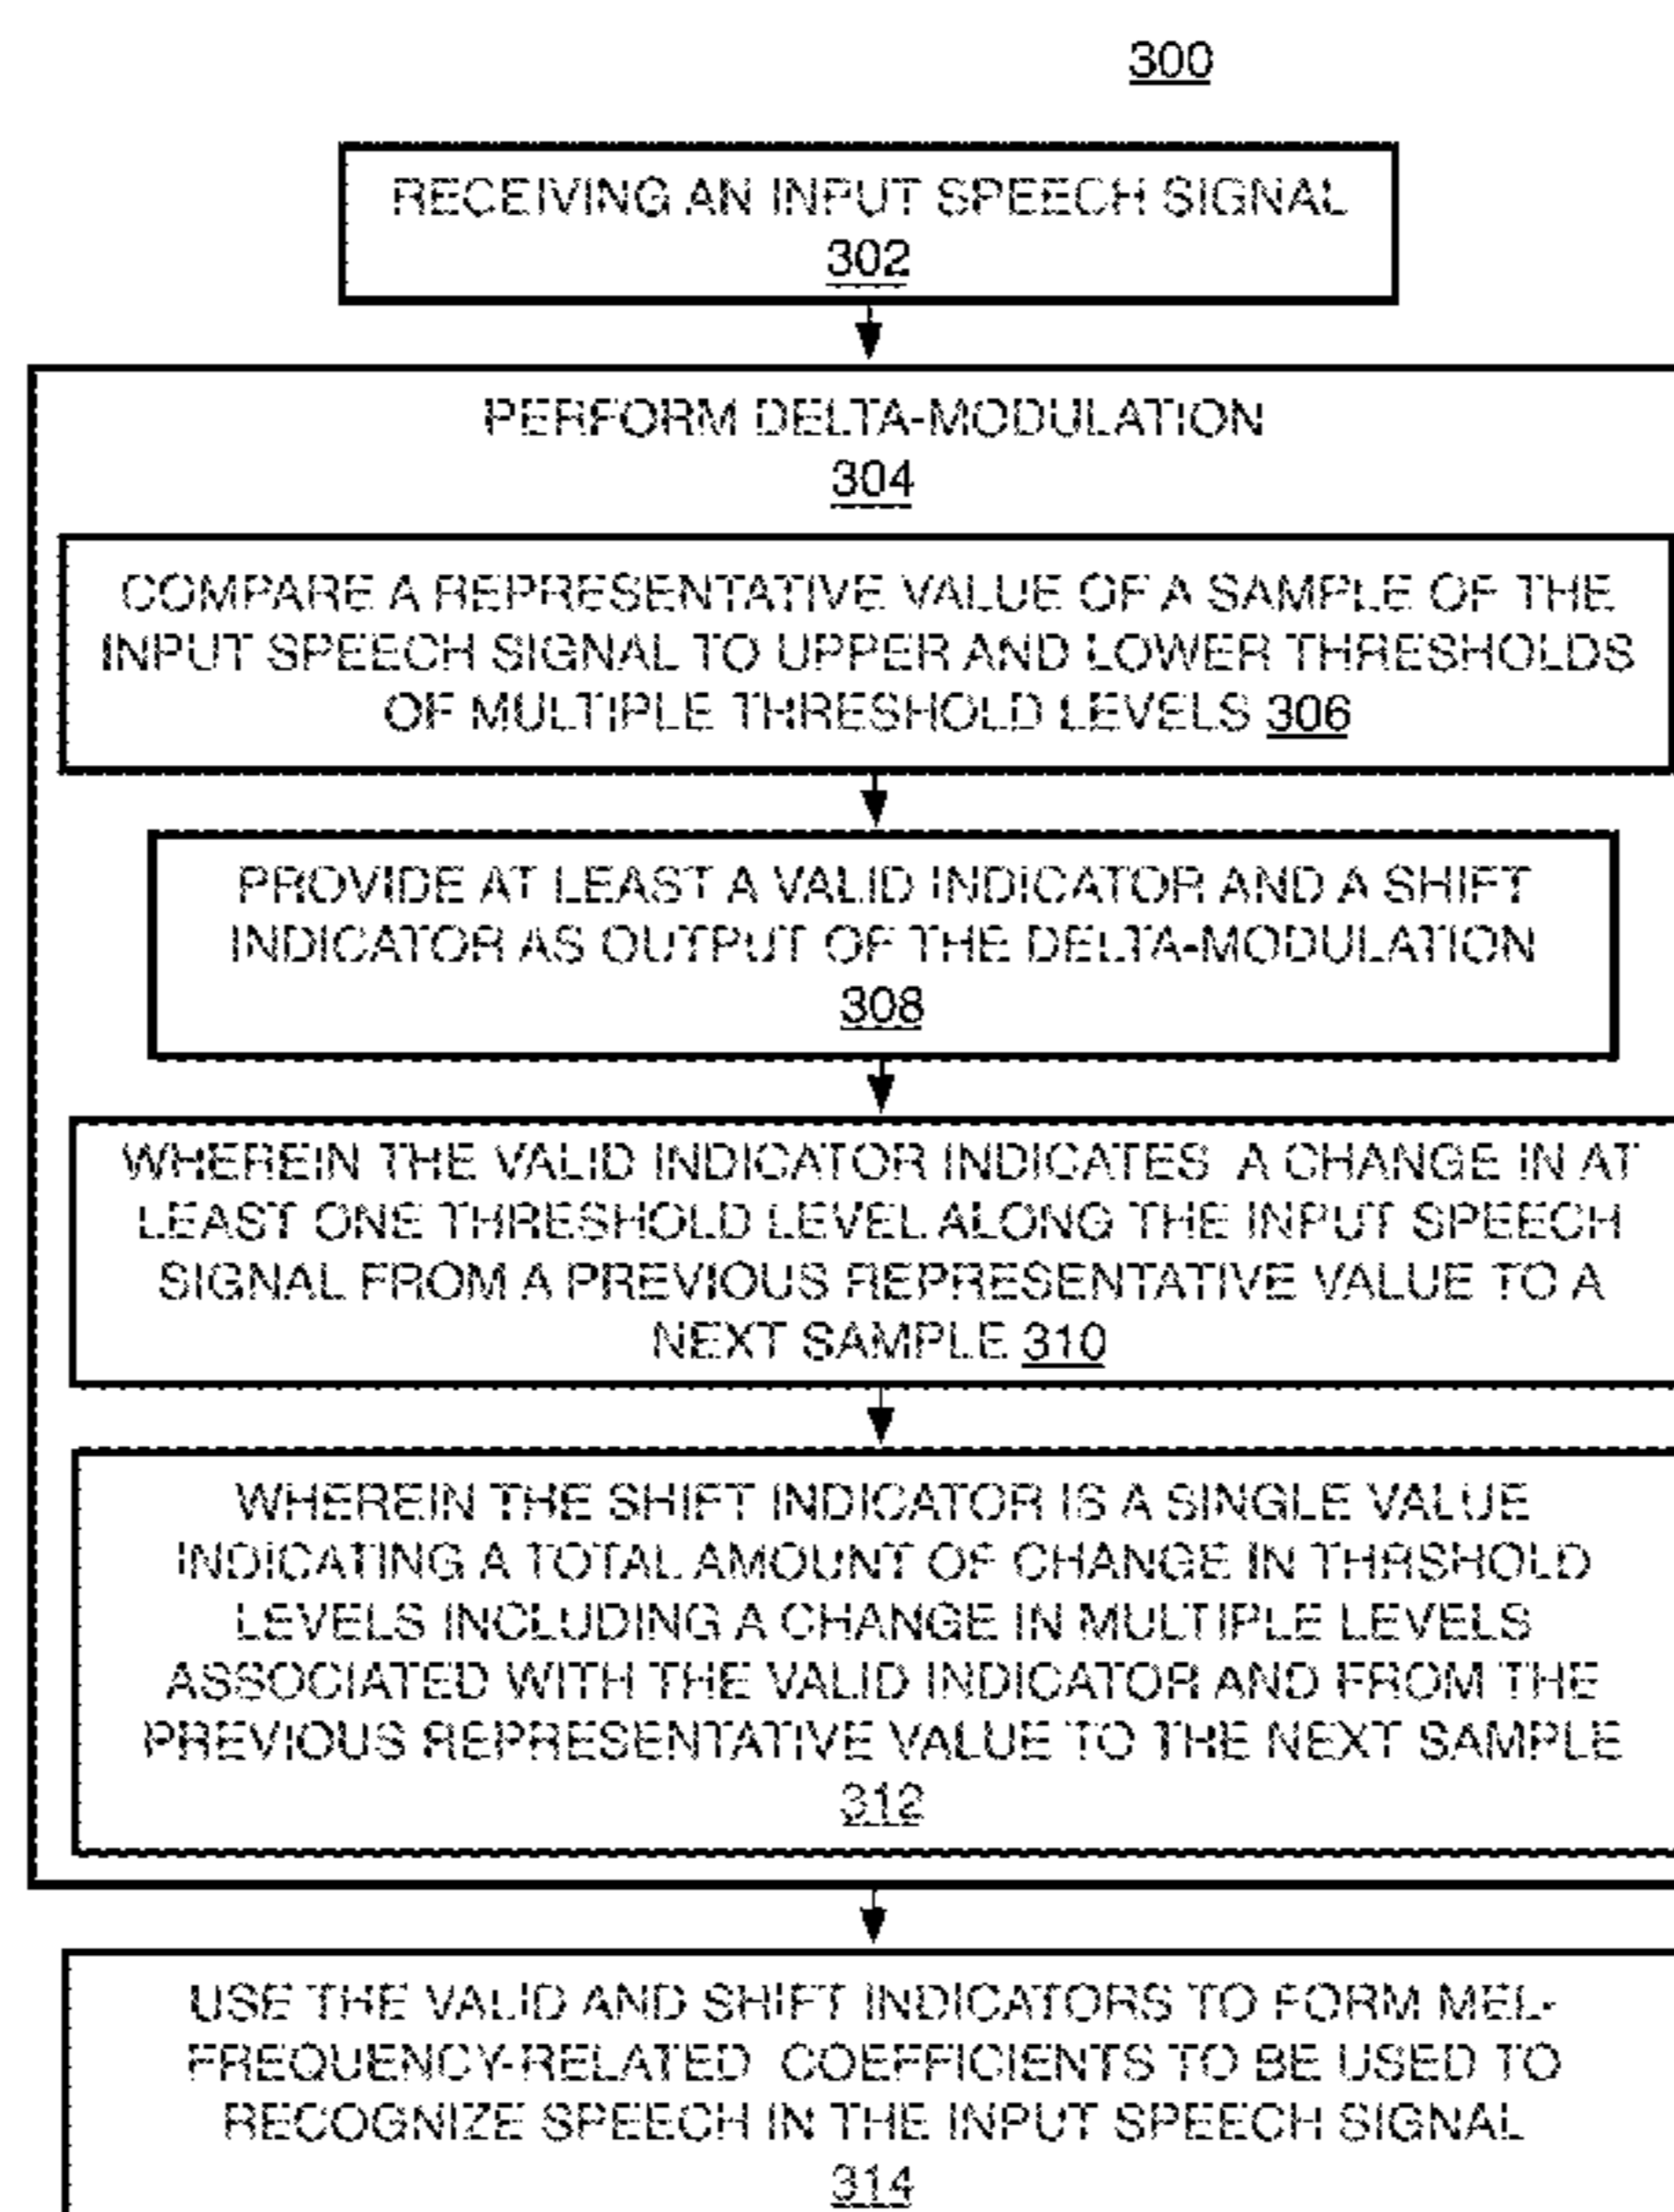 300
RECEIVING AN INPUT SPEECH SIGNAL
302
PERFORM DELTA-MODULATION
304
COMPARE A REPRESENTATIVE VALUE OF A SAMPLE OF THE
INPUT SPEECH SIGNAL TO UPPER AND LOWER THRESHOLDS
OF MULTIPLE THRESHOLD LEVELS 306
PROVIDE AT LEAST A VALID INDICATOR AND A SHIFT
INDICATOR AS OUTPUT OF THE DELTA-MODULATION
308
WHEREIN THE VALID INDICATOR INDICATES A CHANGE IN AT
LEAST ONE THRESHOLD LEVEL ALONG THE INPUT SPEECH
SIGNAL FROM A PREVIOUS REPRESENTATIVE VALUE TO A
NEXT SAMPLE 310
WHEREIN THE SHIFT INDICATOR IS A SINGLE VALUE
INDICATING A TOTAL AMOUNT OF CHANGE IN THRSHOLD
LEVELS INCLUDING A CHANGE IN MULTIPLE LEVELS
ASSOCIATED WITH THE VALID INDICATOR AND FROM THE
PREVIOUS REPRESENTATIVE VALUE TO THE NEXT SAMPLE
312
USE THE VALID AND SHIFT INDICATORS TO FORM MEL-
FREQUENCY-RELATED COEFFICIENTS TO BE USED TO
RECOGNIZE SPEECH IN THE INPUT SPEECH SIGNAL
314